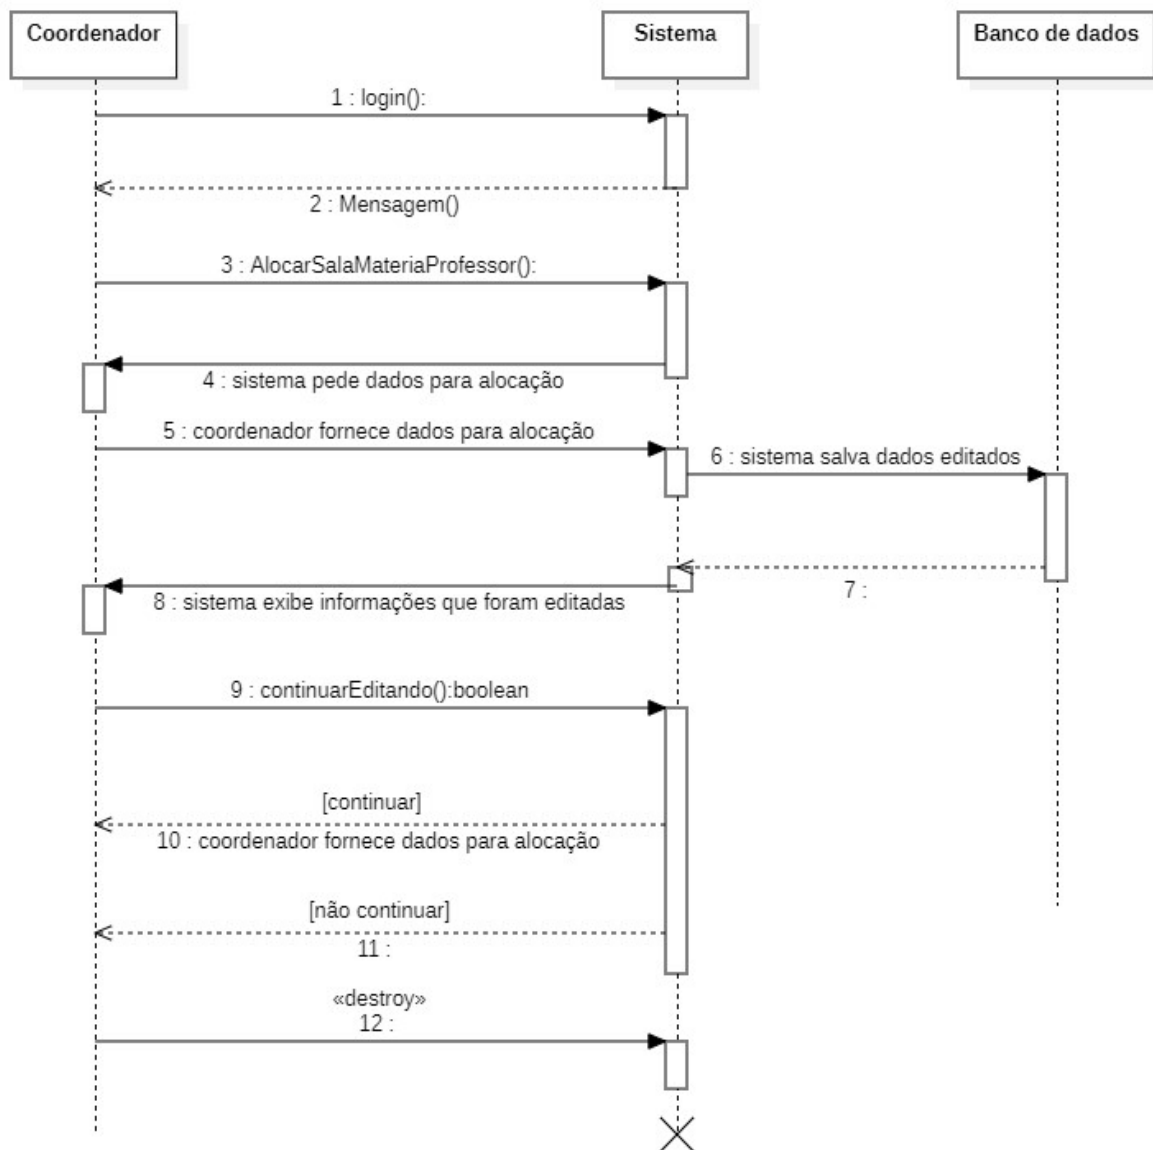 Coordenador
Sistema
Banco de dados
1 : login():
2 : Mensagem()
3 : AlocarSalaMateriaProfessor():
4 : sistema pede dados para alocação
5 : coordenador fornece dados para alocação
6 : sistema salva dados editados
7 :
8 : sistema exibe informações que foram editadas
9 : continuarEditando():boolean
[continuar]
10 : coordenador fornece dados para alocação
[não continuar]
11 :
«destroy»
12 :